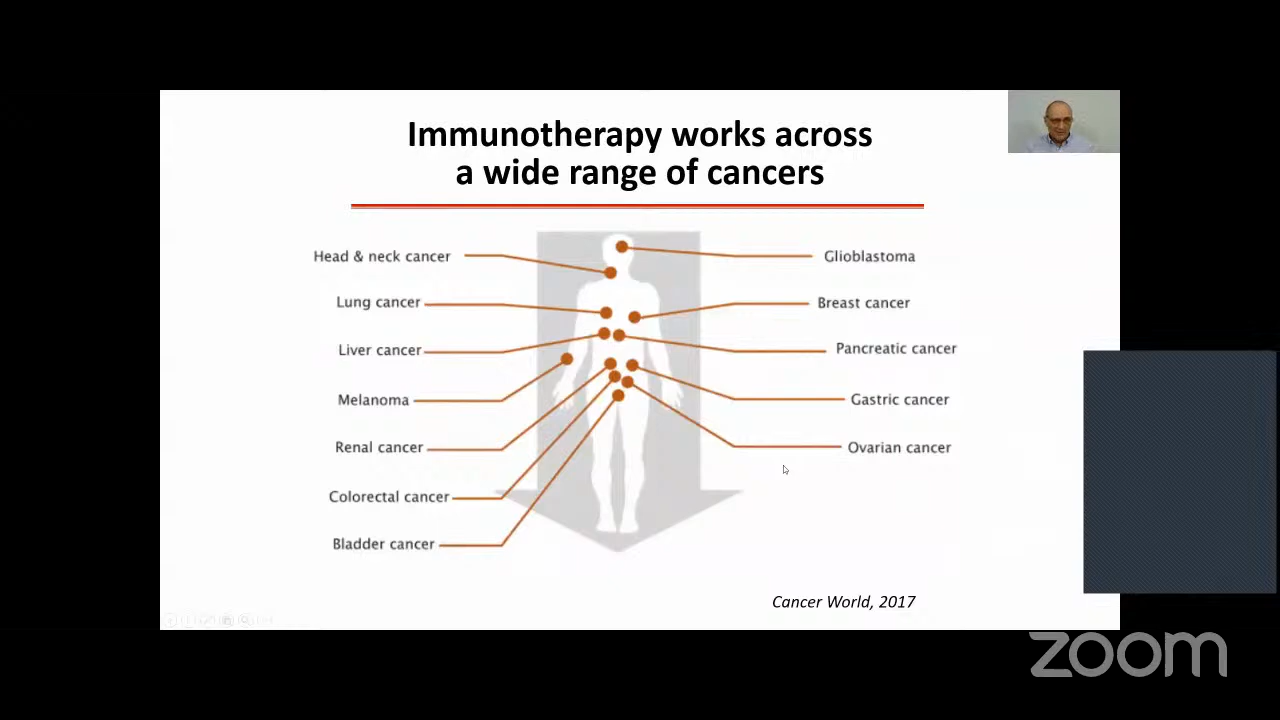 Immunotherapy works across
a wide range of cancers
Head & neck cancer
Glioblastoma
Lung cancer
Breast cancer
Liver cancer
Pancreatic cancer
Melanoma
Gastric cancer
Renal cancer
Ovarian cancer
Colorectal cancer
Bladder cancer
Cancer World, 2017
zoom